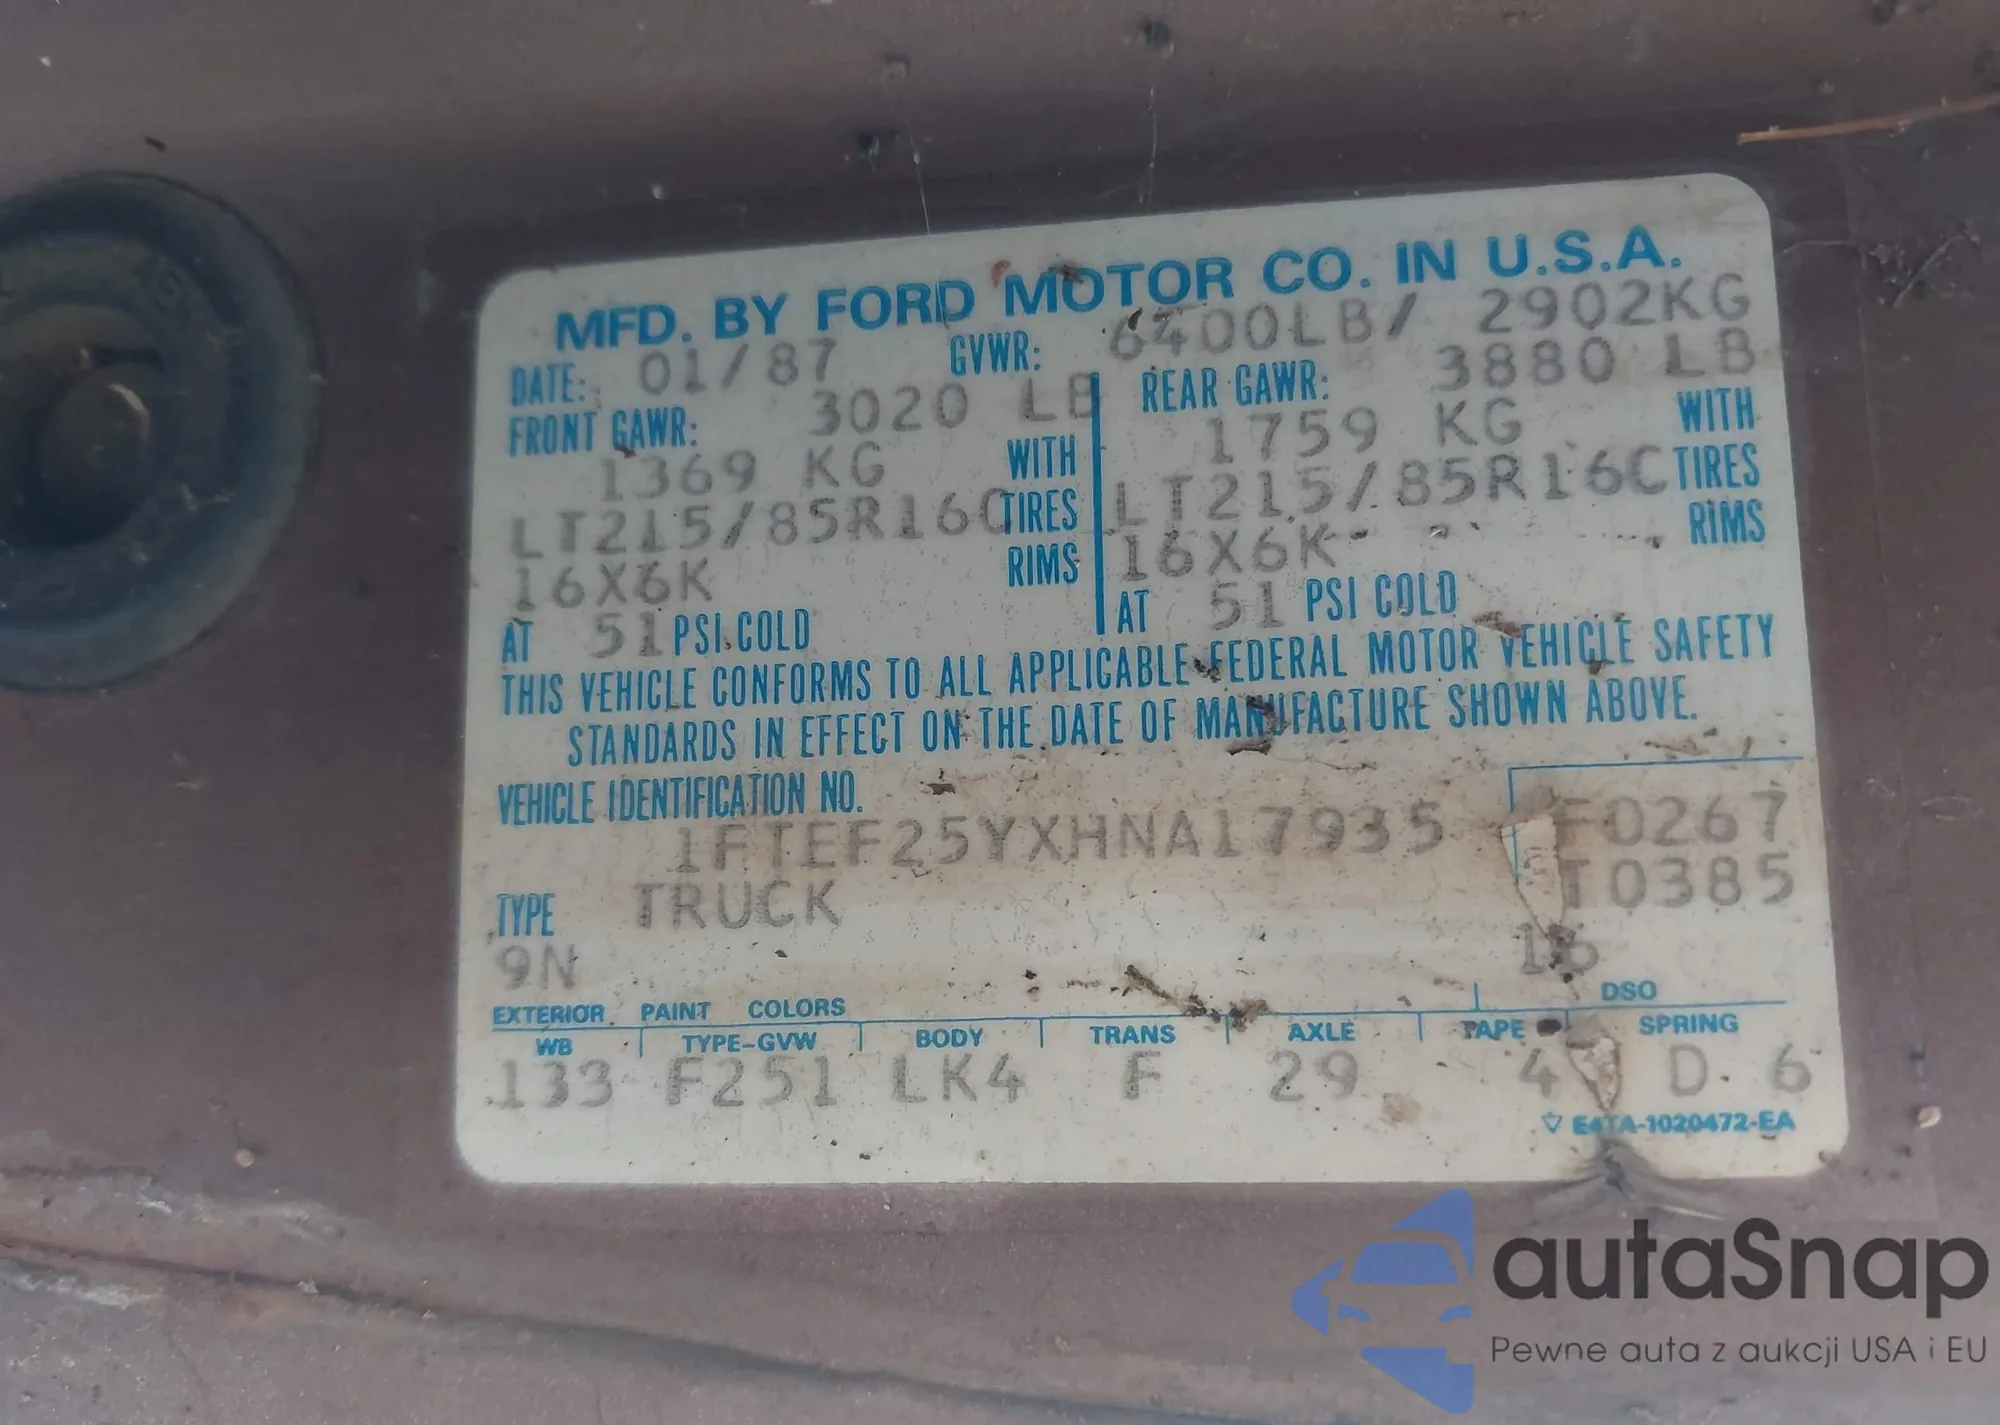 MFD. BY FORD MOTOR CO. IN U.S.A.
DATE: 01/87 GVWR: 6400LB/ 2902KG
FRONT GAWR: 3020 LB REAR GAWR: 3880 LB
1369 KG WITH 1759 KG WITH
LT215/85R16C TIRES LT215/85R16C TIRES
16X6K RIMS 16X6K RIMS
AT 51 PSI COLD AT 51 PSI COLD
THIS VEHICLE CONFORMS TO ALL APPLICABLE FEDERAL MOTOR VEHICLE SAFETY
STANDARDS IN EFFECT ON THE DATE OF MANUFACTURE SHOWN ABOVE.
VEHICLE IDENTIFICATION NO.
1FTEF25YXHNA17935 F0267
TYPE TRUCK T0385
9N 16
EXTERIOR PAINT COLORS DSO
WB TYPE-GVW BODY TRANS AXLE TAPE SPRING
133 F251 LK4 F 29 4 D 6
E4TA-1020472-EA
autaSnap
Pewne auta z aukcji USA i EU